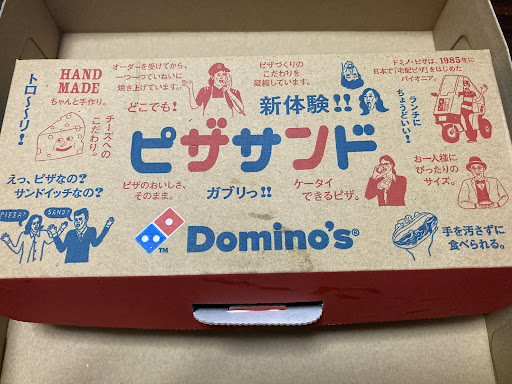 トロ〜〜リ!
HAND
MADE
ちゃんと手作り。
オーダーを受けてから、
一つ一つていねいに
焼き上げています。
どこでも!
ピザづくりの
こだわりを
凝縮しています。
新体験!!
ドミノ・ピザは、1985年に
日本で「宅配ピザ」をはじめた
パイオニア。
ランチに
ちょうどいい!
チーズへの
こだわり。
ピザサンド
えっ、ピザなの?
サンドイッチなの?
PIZZA?
SAND?
ピザのおいしさ、
そのまま。
ガブリっ!!
ケータイ
できるピザ。
お一人様に
ぴったりの
サイズ。
Domino's®
TM
手を汚さずに
食べられる。